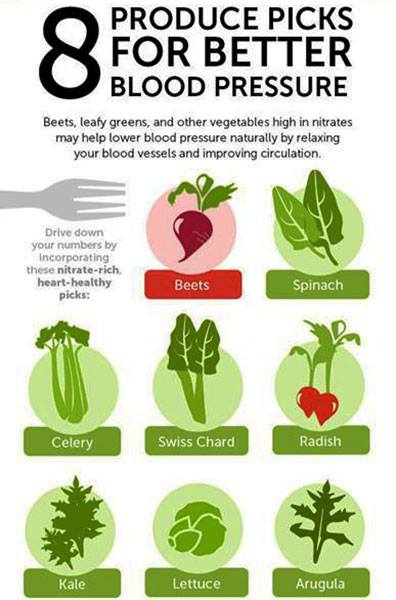 8 PRODUCE PICKS
FOR BETTER
BLOOD PRESSURE
Beets, leafy greens, and other vegetables high in nitrates
may help lower blood pressure naturally by relaxing
your blood vessels and improving circulation.
Drive down
your numbers by
incorporating
these nitrate-rich,
heart-healthy
picks:
Beets
Spinach
Celery
Swiss Chard
Radish
Kale
Lettuce
Arugula